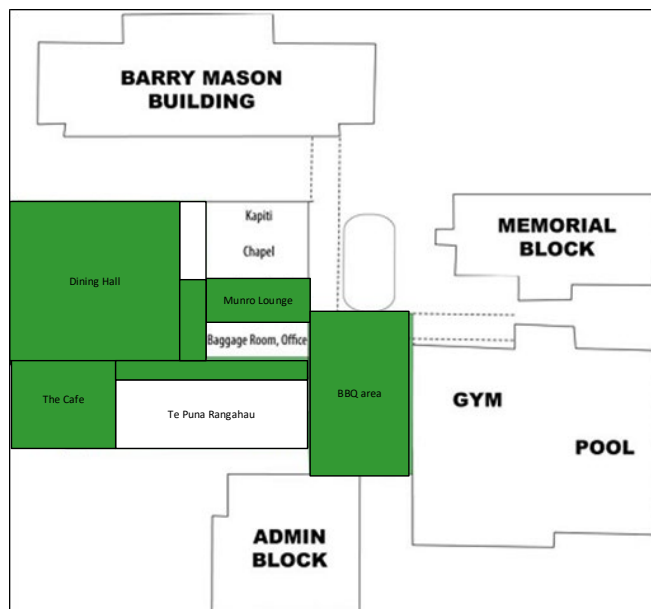 BARRY MASON
BUILDING
Kapiti
Chapel
MEMORIAL
BLOCK
Dining Hall
Munro Lounge
Baggage Room, Office
The Cafe
Te Puna Rangahau
BBQ area
GYM
POOL
ADMIN
BLOCK